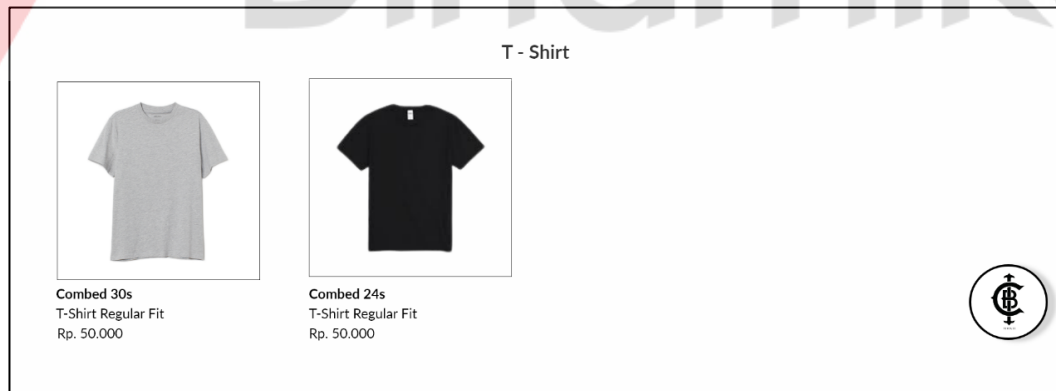 T - Shirt
Combed 30s
T-Shirt Regular Fit
Rp. 50.000
Combed 24s
T-Shirt Regular Fit
Rp. 50.000